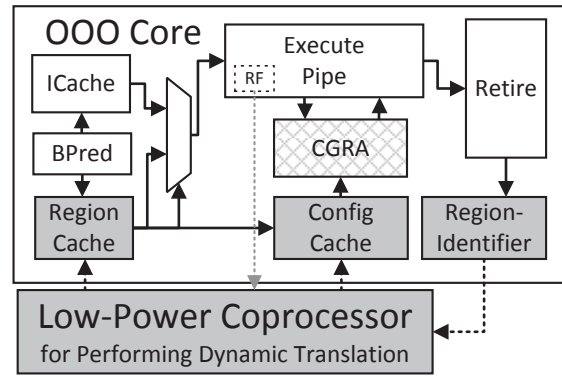 OOO Core
Execute
Pipe
RF
ICache
Retire
BPred
CGRA
Region
Cache
Config
Cache
Region-
Identifier
Low-Power Coprocessor
for Performing Dynamic Translation